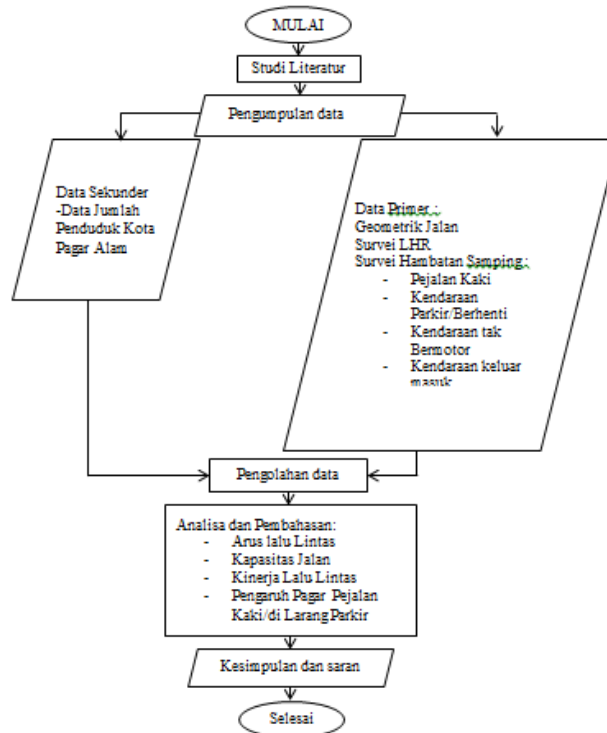 MULAI
Studi Literatur
Pengumpulan data
Data Sekunder
-Data Jumlah
Penduduk Kota
Pagar Alam
Data Primer :
Geometrik Jalan
Survei LHR
Survei Hambatan Samping :
- Pejalan Kaki
- Kendaraan
Parkir/Berhenti
- Kendaraan tak
Bermotor
- Kendaraan keluar
masuk
Pengolahan data
Analisa dan Pembahasan:
- Arus lalu Lintas
- Kapasitas Jalan
- Kinerja Lalu Lintas
- Pengaruh Pagar Pejalan
Kaki/di Larang Parkir
Kesimpulan dan saran
Selesai